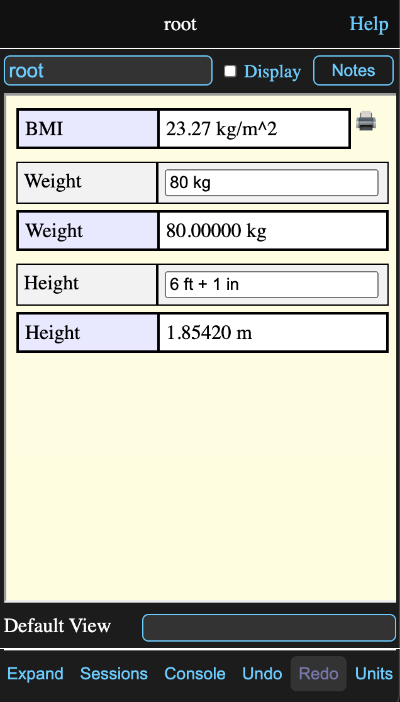 root Help
root Display Notes
BMI 23.27 kg/m^2
Weight 80 kg
Weight 80.00000 kg
Height 6 ft + 1 in
Height 1.85420 m
Default View
Expand Sessions Console Undo Redo Units